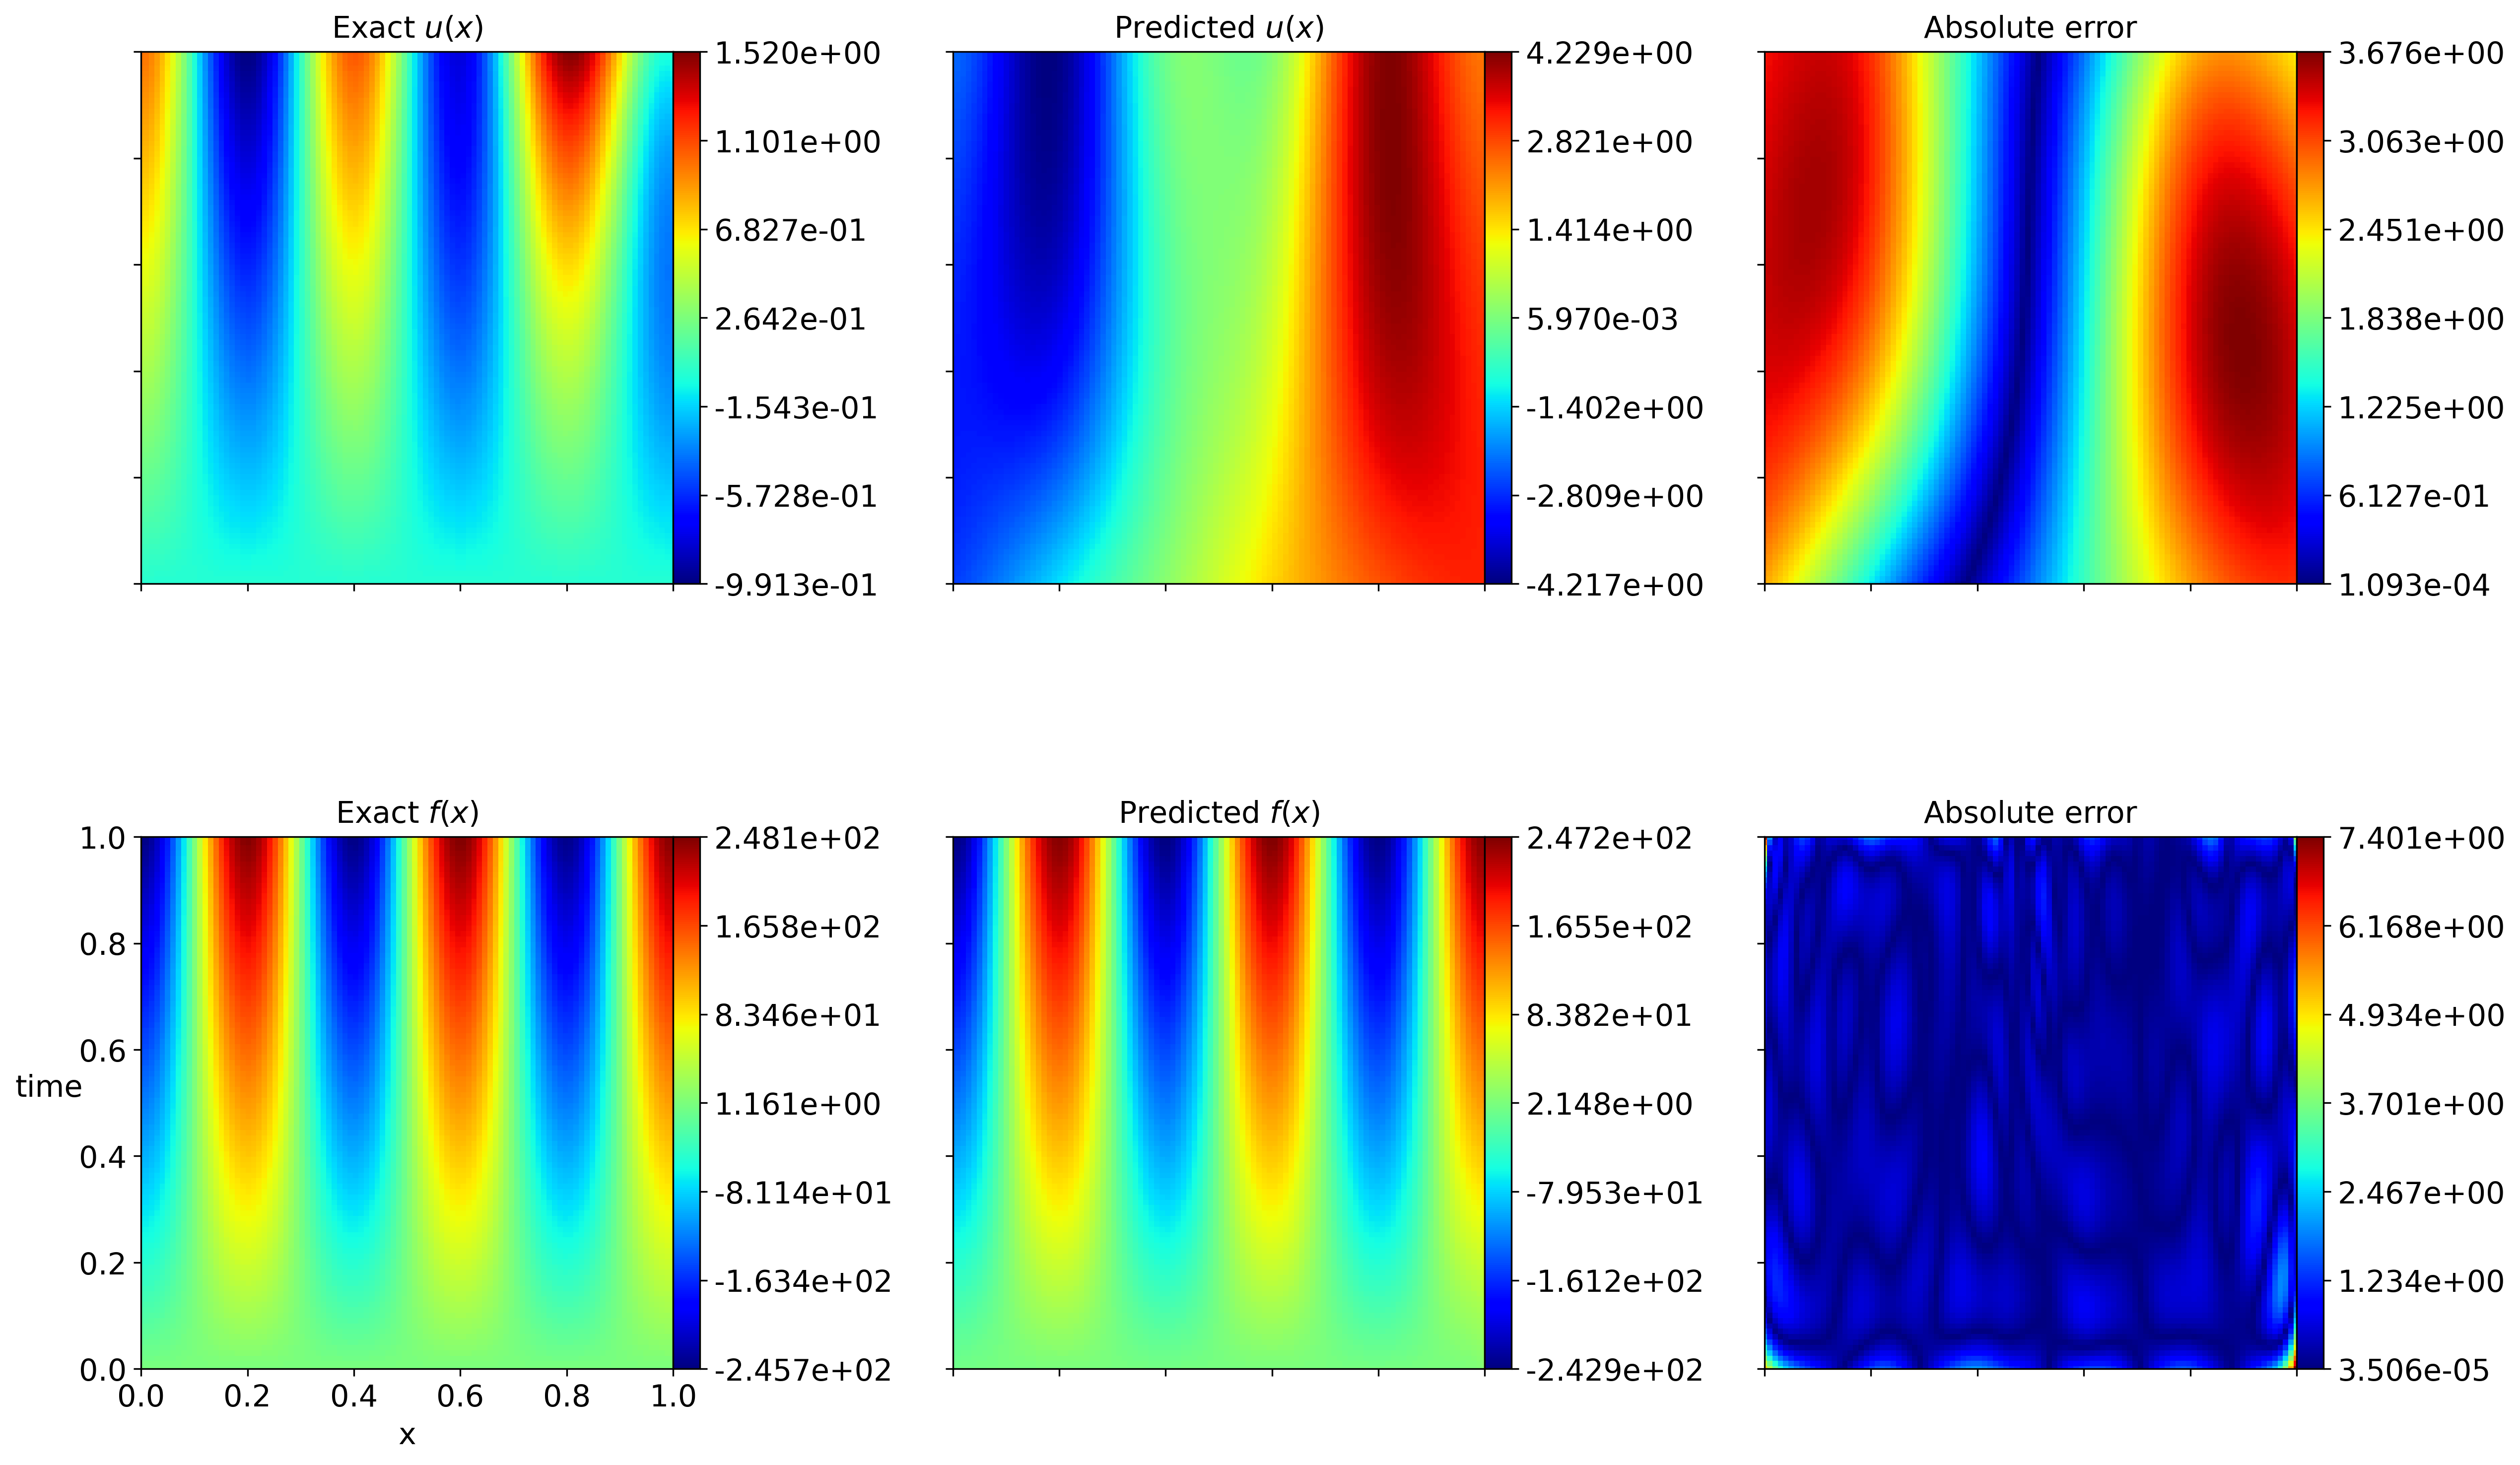 Exact u(x)
1.520e+00
1.101e+00
6.827e-01
2.642e-01
-1.543e-01
-5.728e-01
-9.913e-01
Predicted u(x)
4.229e+00
2.821e+00
1.414e+00
5.970e-03
-1.402e+00
-2.809e+00
-4.217e+00
Absolute error
3.676e+00
3.063e+00
2.451e+00
1.838e+00
1.225e+00
6.127e-01
1.093e-04
Exact f(x)
time
1.0
0.8
0.6
0.4
0.2
0.0
0.0 0.2 0.4 0.6 0.8 1.0
x
2.481e+02
1.658e+02
8.346e+01
1.161e+00
-8.114e+01
-1.634e+02
-2.457e+02
Predicted f(x)
2.472e+02
1.655e+02
8.382e+01
2.148e+00
-7.953e+01
-1.612e+02
-2.429e+02
Absolute error
7.401e+00
6.168e+00
4.934e+00
3.701e+00
2.467e+00
1.234e+00
3.506e-05